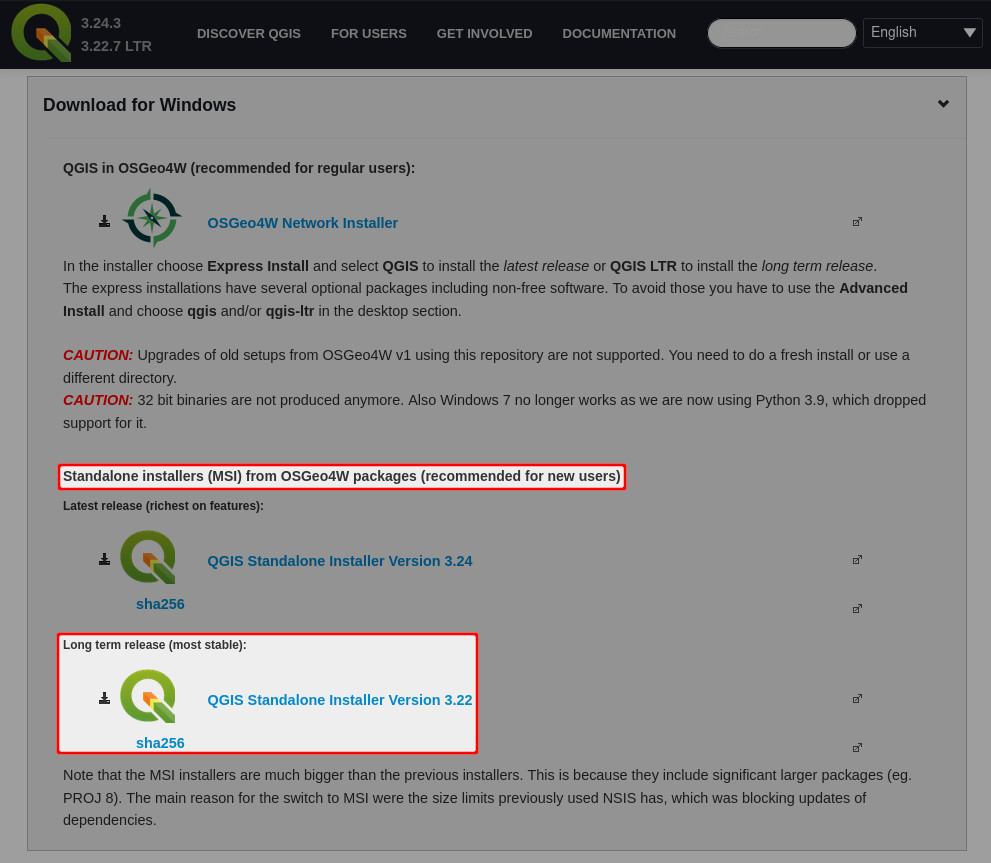 3.24.3
3.22.7 LTR
DISCOVER QGIS
FOR USERS
GET INVOLVED
DOCUMENTATION
English
Download for Windows
QGIS in OSGeo4W (recommended for regular users):
OSGeo4W Network Installer
In the installer choose Express Install and select QGIS to install the latest release or QGIS LTR to install the long term release.
The express installations have several optional packages including non-free software. To avoid those you have to use the Advanced
Install and choose qgis and/or qgis-ltr in the desktop section.
CAUTION: Upgrades of old setups from OSGeo4W v1 using this repository are not supported. You need to do a fresh install or use a
different directory.
CAUTION: 32 bit binaries are not produced anymore. Also Windows 7 no longer works as we are now using Python 3.9, which dropped
support for it.
Standalone installers (MSI) from OSGeo4W packages (recommended for new users)
Latest release (richest on features):
QGIS Standalone Installer Version 3.24
sha256
Long term release (most stable):
QGIS Standalone Installer Version 3.22
sha256
Note that the MSI installers are much bigger than the previous installers. This is because they include significant larger packages (eg.
PROJ 8). The main reason for the switch to MSI were the size limits previously used NSIS has, which was blocking updates of
dependencies.